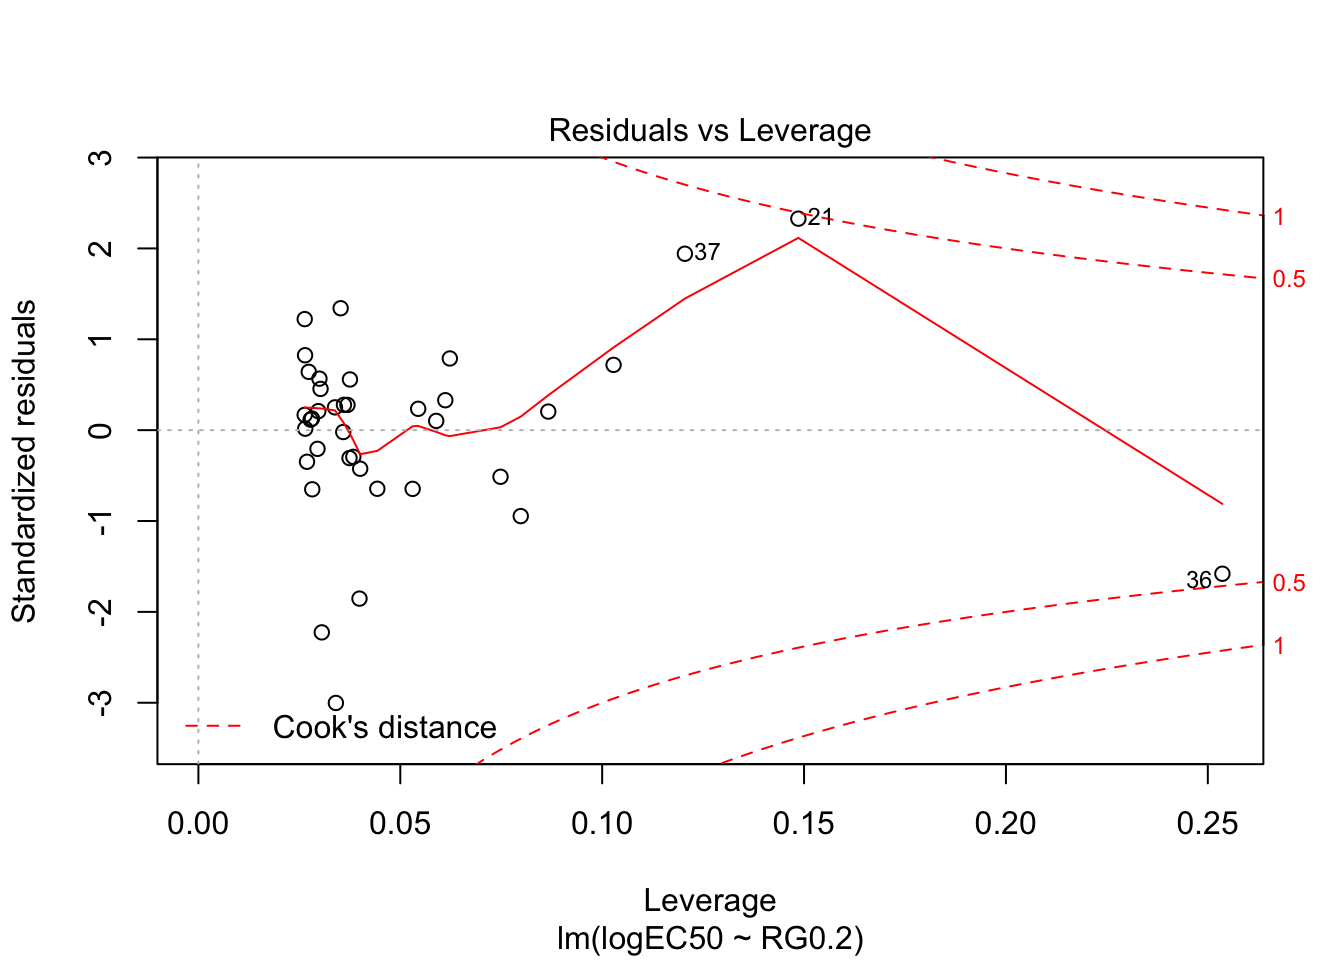 Residuals vs Leverage
Standardized residuals
3
2
1
0
-1
-2
-3
21
37
36
1
0.5
0.5
1
Cook's distance
0.00 0.05 0.10 0.15 0.20 0.25
Leverage
lm(logEC50 ~ RG0.2)